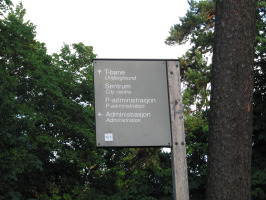 ↑ T-bane
Underground
Sentrum
City centre
P-administrasjon
P-administration
← Administrasjon
Administration